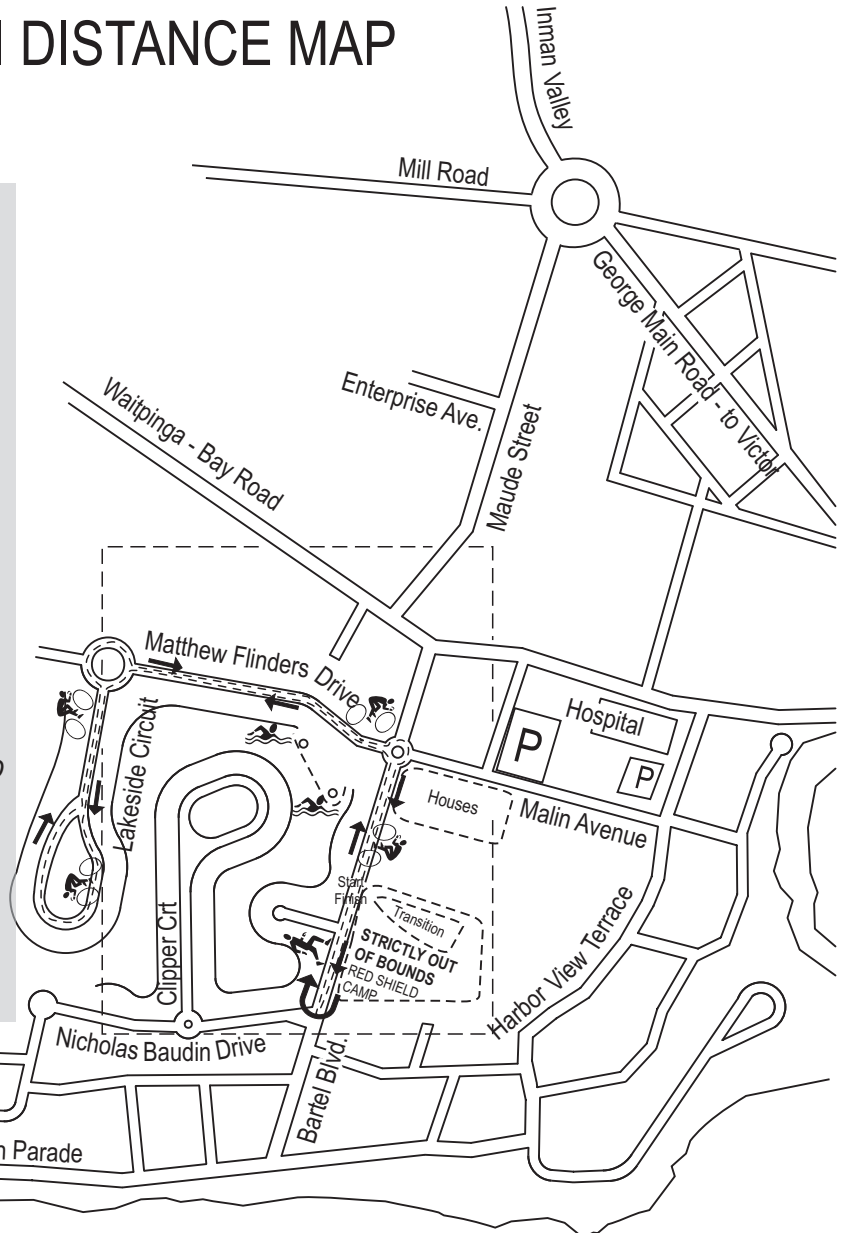 DISTANCE MAP
Inman Valley
Mill Road
George Main Road - to Victor
Enterprise Ave.
Maude Street
Waitpinga - Bay Road
Matthew Flinders Drive
Hospital
P
P
Lakeside Circuit
Houses
Malin Avenue
Start
Finish
Transition
STRICTLY OUT
OF BOUNDS
RED SHIELD
CAMP
Clipper Crt
Harbor View Terrace
Nicholas Baudin Drive
Bartel Blvd.
Parade